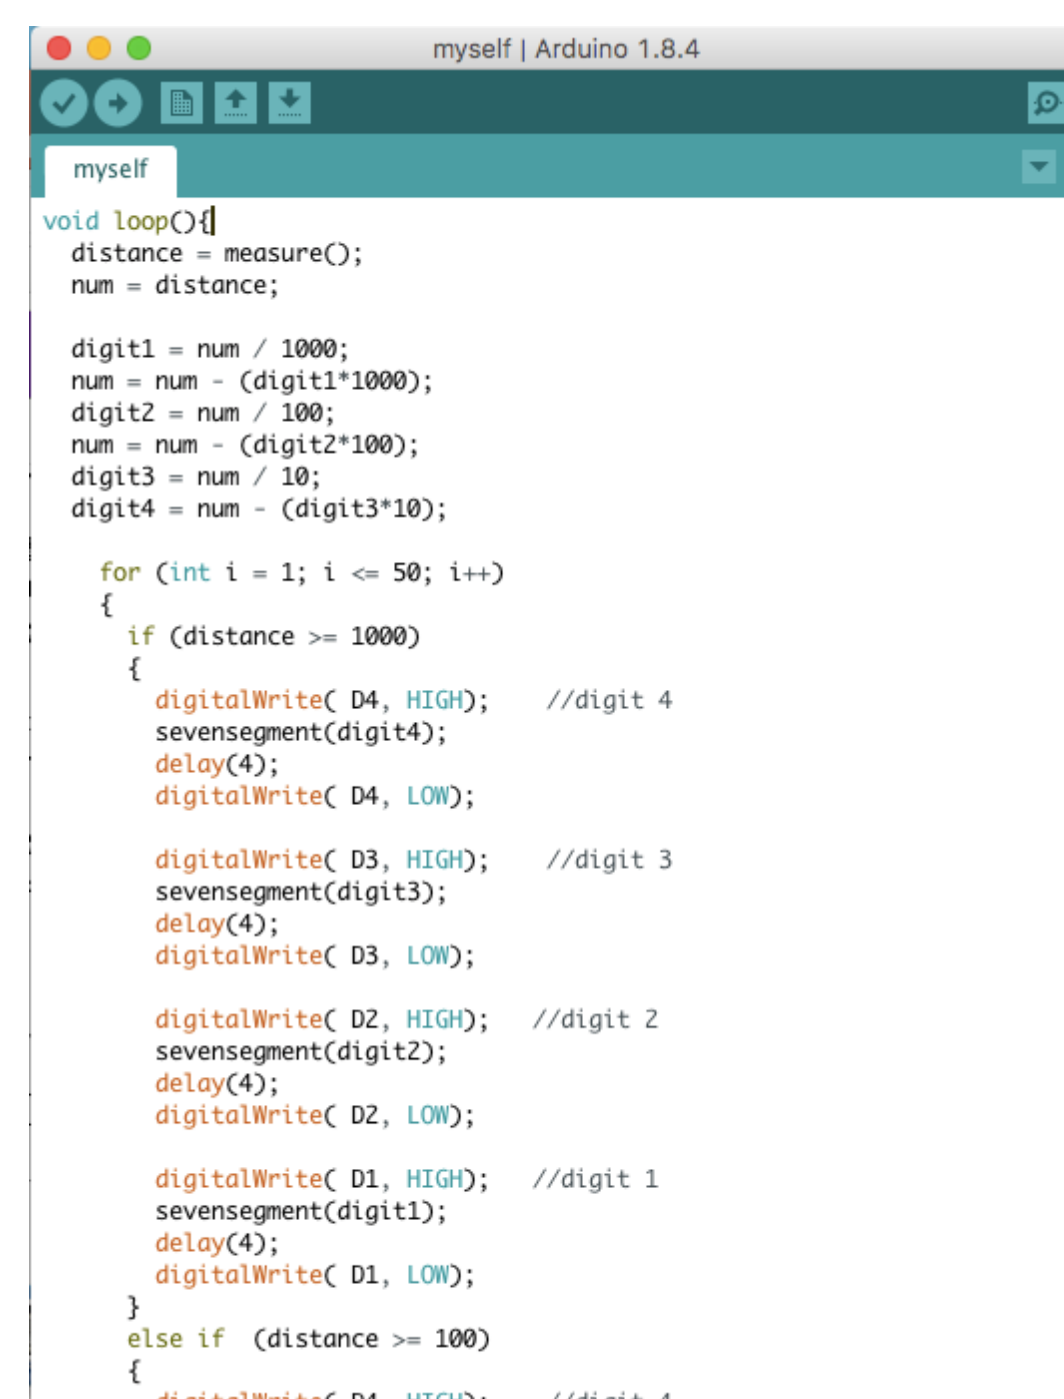 myself | Arduino 1.8.4
myself
void loop(){
distance = measure();
num = distance;
digit1 = num / 1000;
num = num - (digit1*1000);
digit2 = num / 100;
num = num - (digit2*100);
digit3 = num / 10;
digit4 = num - (digit3*10);
for (int i = 1; i <= 50; i++)
{
if (distance >= 1000)
{
digitalWrite( D4, HIGH);    //digit 4
sevensegment(digit4);
delay(4);
digitalWrite( D4, LOW);
digitalWrite( D3, HIGH);    //digit 3
sevensegment(digit3);
delay(4);
digitalWrite( D3, LOW);
digitalWrite( D2, HIGH);   //digit 2
sevensegment(digit2);
delay(4);
digitalWrite( D2, LOW);
digitalWrite( D1, HIGH);   //digit 1
sevensegment(digit1);
delay(4);
digitalWrite( D1, LOW);
}
else if  (distance >= 100)
{